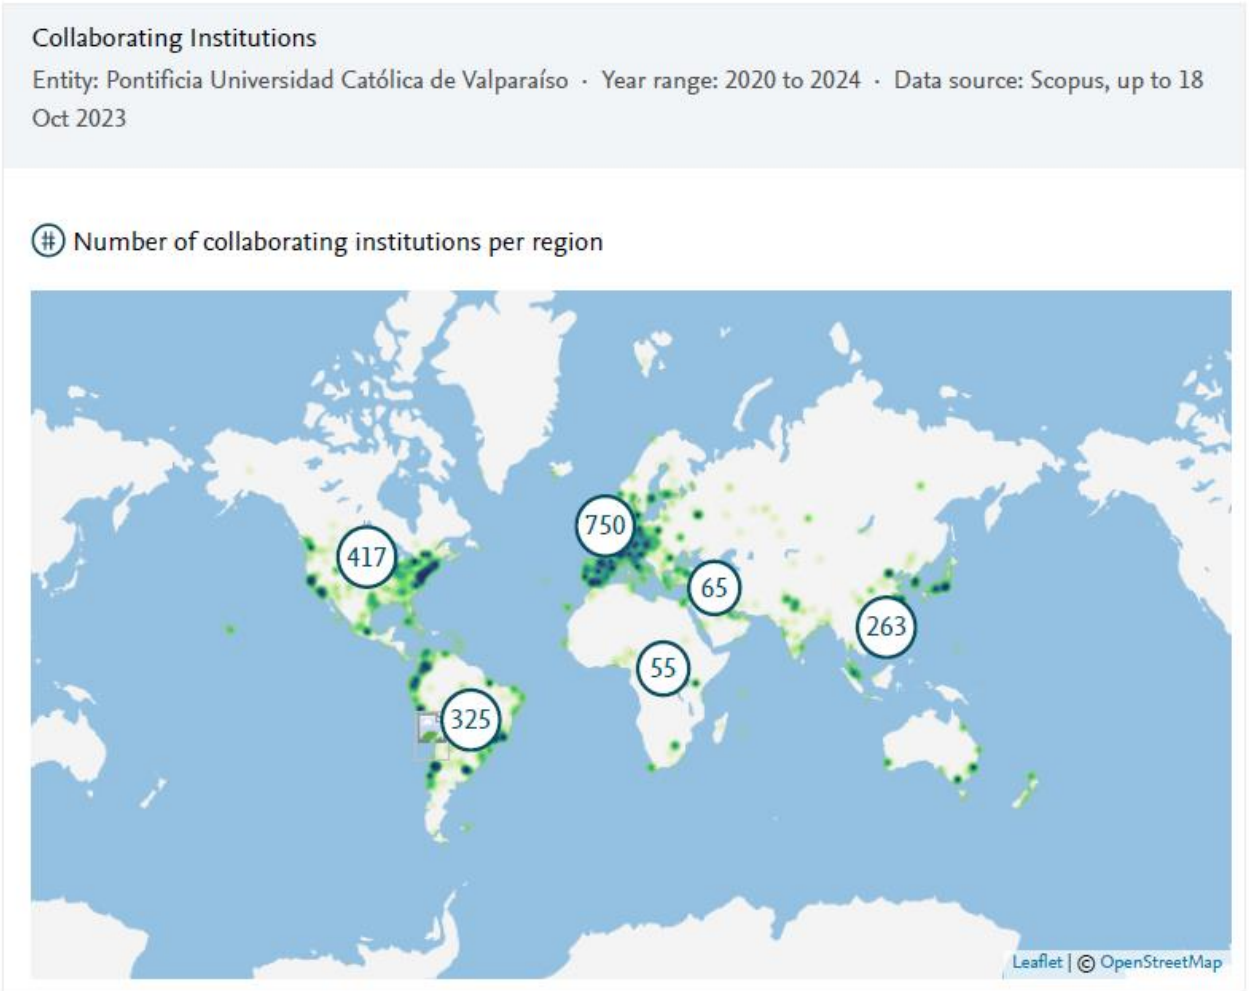 Collaborating Institutions
Entity: Pontificia Universidad Católica de Valparaíso · Year range: 2020 to 2024 · Data source: Scopus, up to 18
Oct 2023
# Number of collaborating institutions per region
750
417
65
263
55
325
Leaflet | © OpenStreetMap